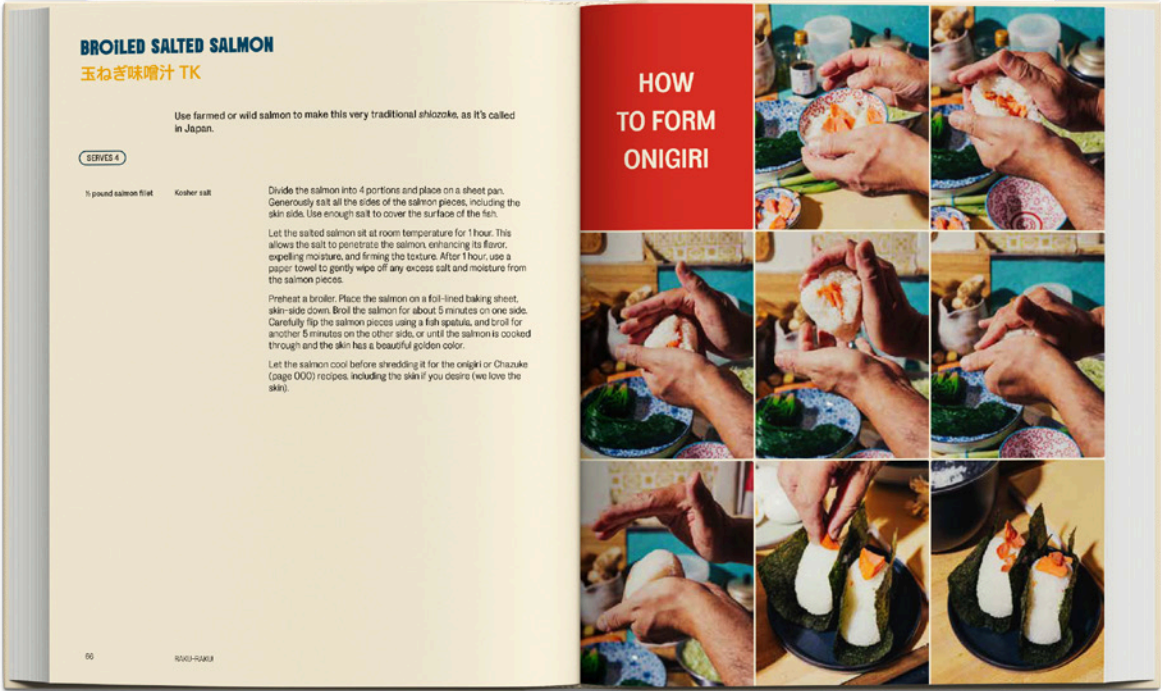 BROiLED SALTED SALMON
玉ねぎ味噌汁 TK
Use farmed or wild salmon to make this very traditional shiozake, as it's called
in Japan.
SERVES 4
pound salmon fillet
Kosher salt
Divide the salmon into 4 portions and place on a sheet pan.
Generously salt all the sides of the salmon pieces, including the
skin side. Use enough salt to cover the surface of the fish.
Let the salted salmon sit at room temperature for 1 hour. This
allows the salt to penetrate the salmon, enhancing its flavor,
expelling moisture, and firming the texture. After 1 hour, use a
paper towel to gently wipe off any excess salt and moisture from
the salmon pieces.
Preheat a broiler. Place the salmon on a foil-lined baking sheet,
skin-side down. Broil the salmon for about 5 minutes on one side.
Carefully flip the salmon pieces using a fish spatula, and broil for
another 5 minutes on the other side, or until the salmon is cooked
through and the skin has a beautiful golden color.
Let the salmon cool before shredding it for the onigiri or Chazuke
(page 000) recipes, including the skin if you desire (we love the
skin).
66
RAKU-RAKU!
HOW
TO FORM
ONIGIRI